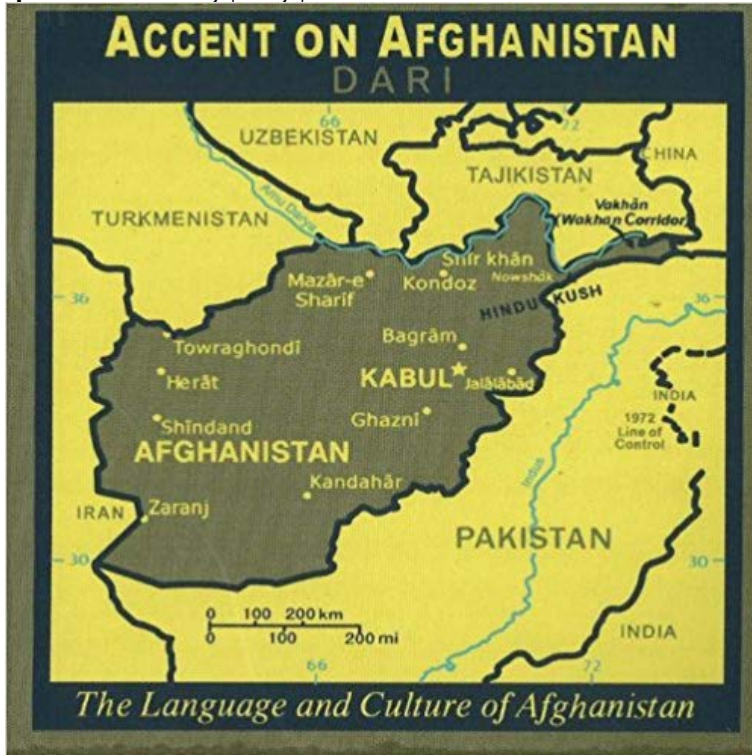 ACCENT ON AFGHANISTAN
DARI
66
72
UZBEKISTAN
CHINA
TAJIKISTAN
Amu Darya
Vakhān
(Wakhan Corridor)
TURKMENISTAN
Shīr khān
Mazār-e
Sharīf
Kondoz
Nowshāk
36
36
HINDU KUSH
Bagrām
Towraghondī
KABUL
Jalālābād
Herāt
INDIA
Ghaznī
1972
Line of
Control
Shīndand
AFGHANISTAN
Indus
Kandahār
IRAN
Zaranj
PAKISTAN
30
30
0 100 200 km
0 100 200 mi
INDIA
66
72
The Language and Culture of Afghanistan